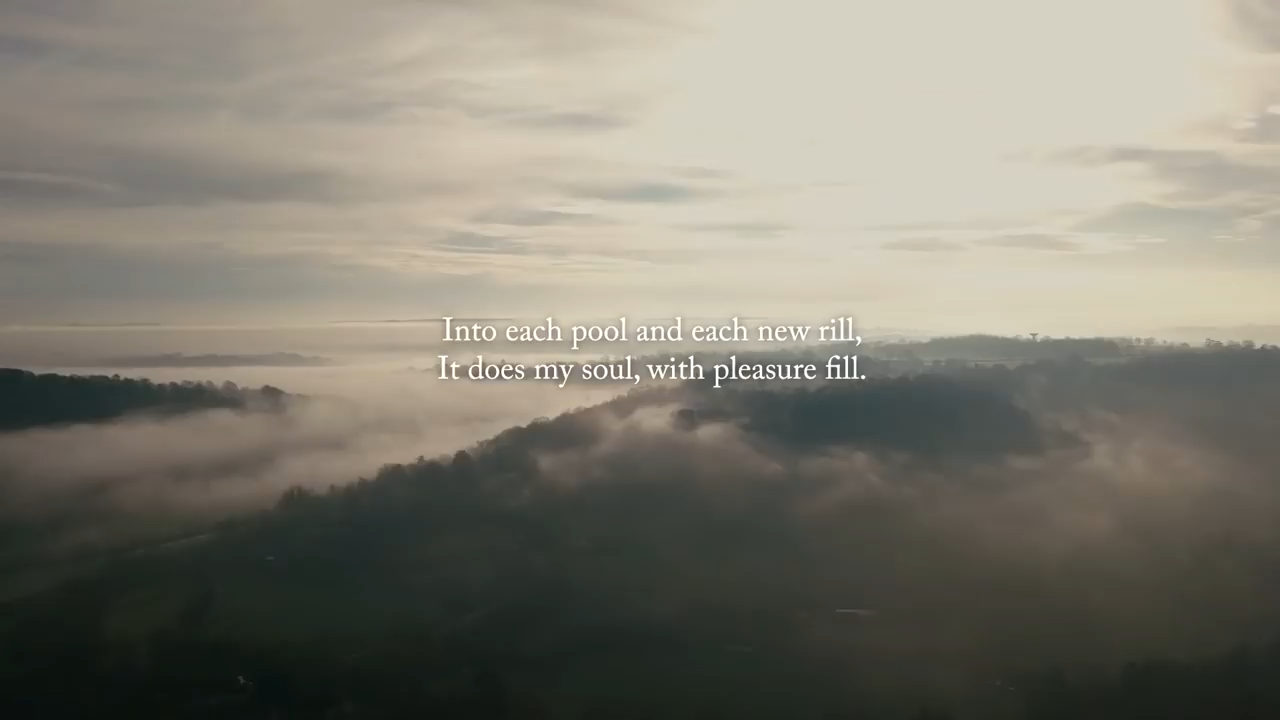 Into each pool and each new rill,
It does my soul, with pleasure fill.